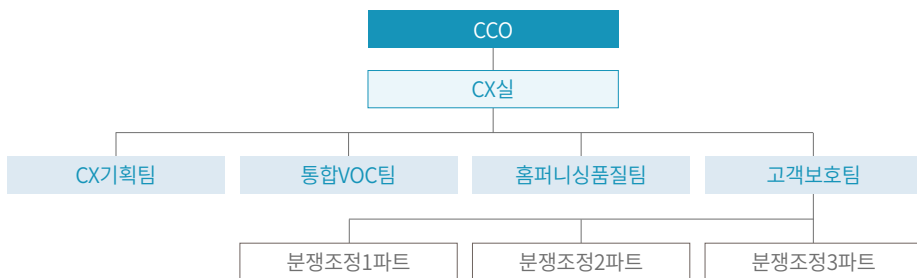 CCO
CX실
CX기획팀
통합VOC팀
홈퍼니싱품질팀
고객보호팀
분쟁조정1파트
분쟁조정2파트
분쟁조정3파트